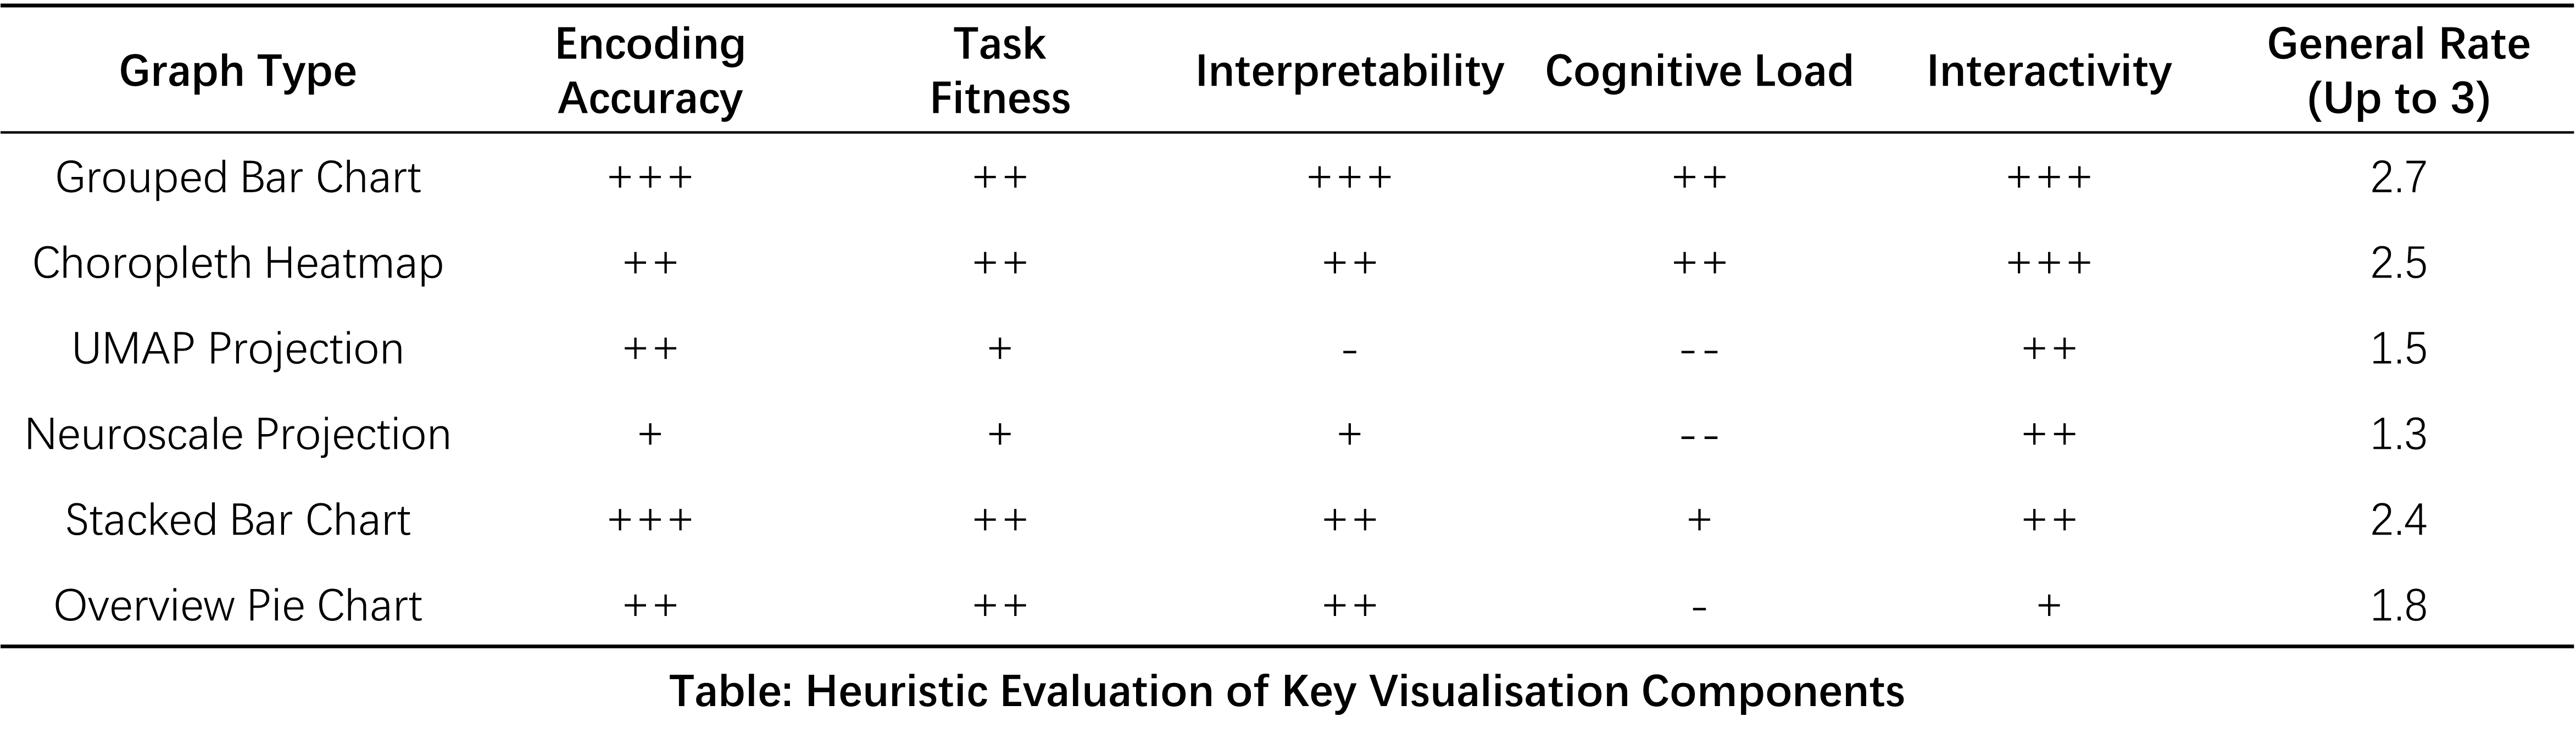 Graph Type Encoding Accuracy Task Fitness Interpretability Cognitive Load Interactivity General Rate (Up to 3)
Grouped Bar Chart +++ ++ +++ ++ +++ 2.7
Choropleth Heatmap ++ ++ ++ ++ +++ 2.5
UMAP Projection ++ + - -- ++ 1.5
Neuroscale Projection + + + -- ++ 1.3
Stacked Bar Chart +++ ++ ++ + ++ 2.4
Overview Pie Chart ++ ++ ++ - + 1.8
Table: Heuristic Evaluation of Key Visualisation Components